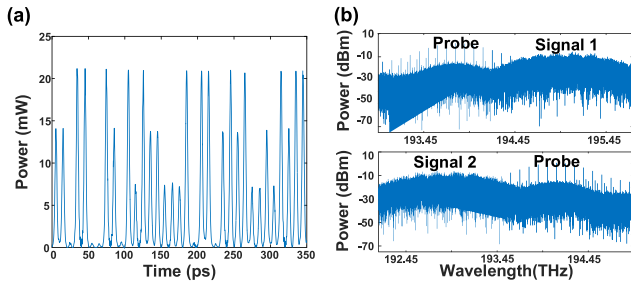 (a)
25
20
15
10
5
0
0 50 100 150 200 250 300 350
Power (mW)
Time (ps)
(b)
Probe Signal 1
10
-10
-30
-50
-70
193.45 194.45 195.45
Power (dBm)
Signal 2 Probe
10
-10
-30
-50
-70
192.45 193.45 194.45
Power (dBm)
Wavelength(THz)